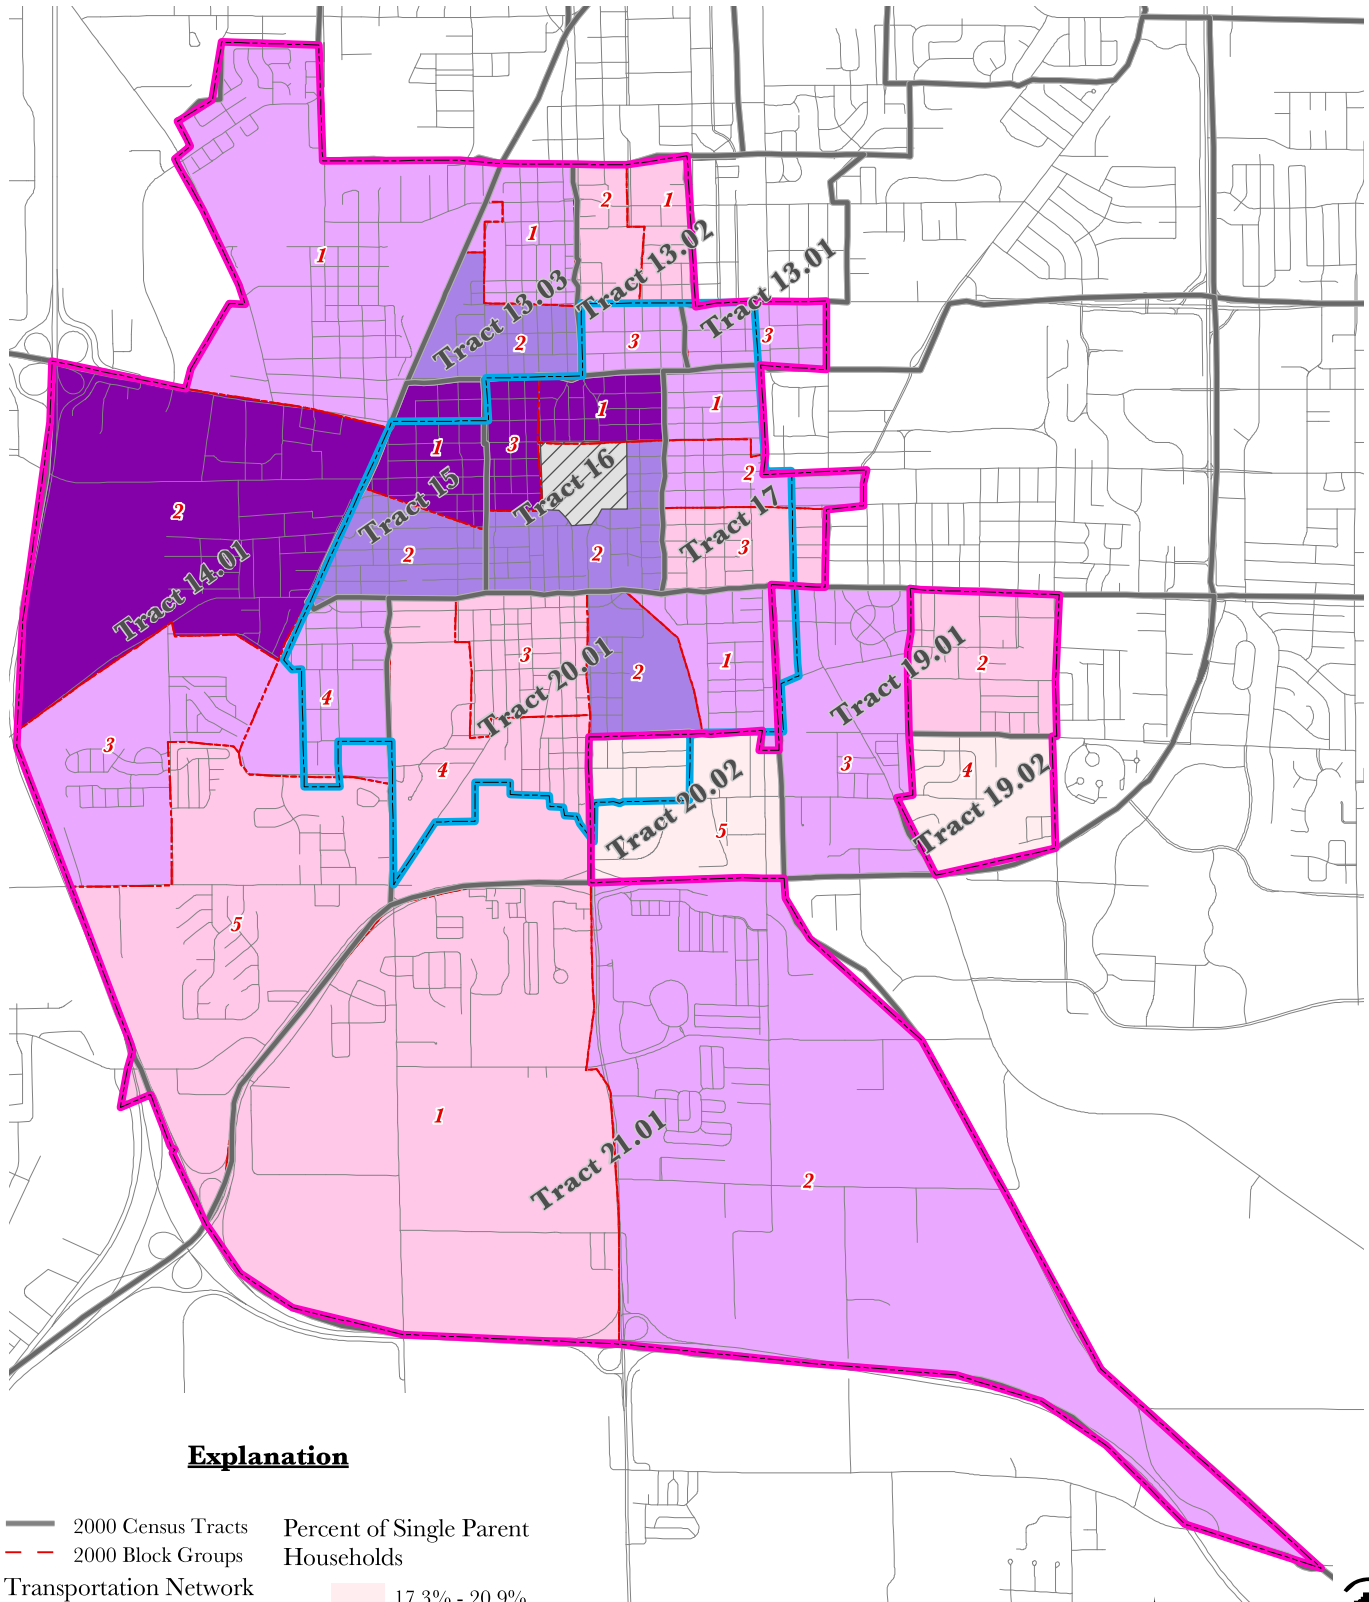 2
1
1
1
Tract 13.02
Tract 13.01
Tract 13.03
2
3
3
1
1
1
3
2
Tract 16
Tract 15
2
Tract 17
3
2
2
Tract 14.01
3
Tract 20.01
1
2
Tract 19.01
2
4
3
4
3
4
Tract 19.02
Tract 20.02
5
5
1
Tract 21.01
2
Explanation
2000 Census Tracts
2000 Block Groups
Transportation Network
Percent of Single Parent
Households
17.3% - 20.9%